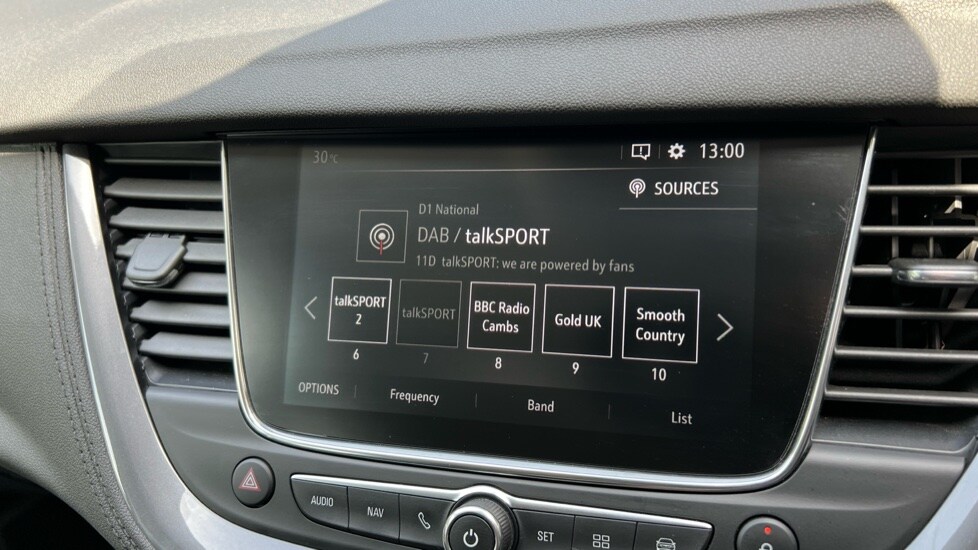 30°C 13:00
SOURCES
D1 National
DAB / talkSPORT
11D talkSPORT: we are powered by fans
talkSPORT
2
talkSPORT
BBC Radio
Cambs
Gold UK
Smooth
Country
6 7 8 9 10
OPTIONS Frequency Band List
AUDIO NAV SET